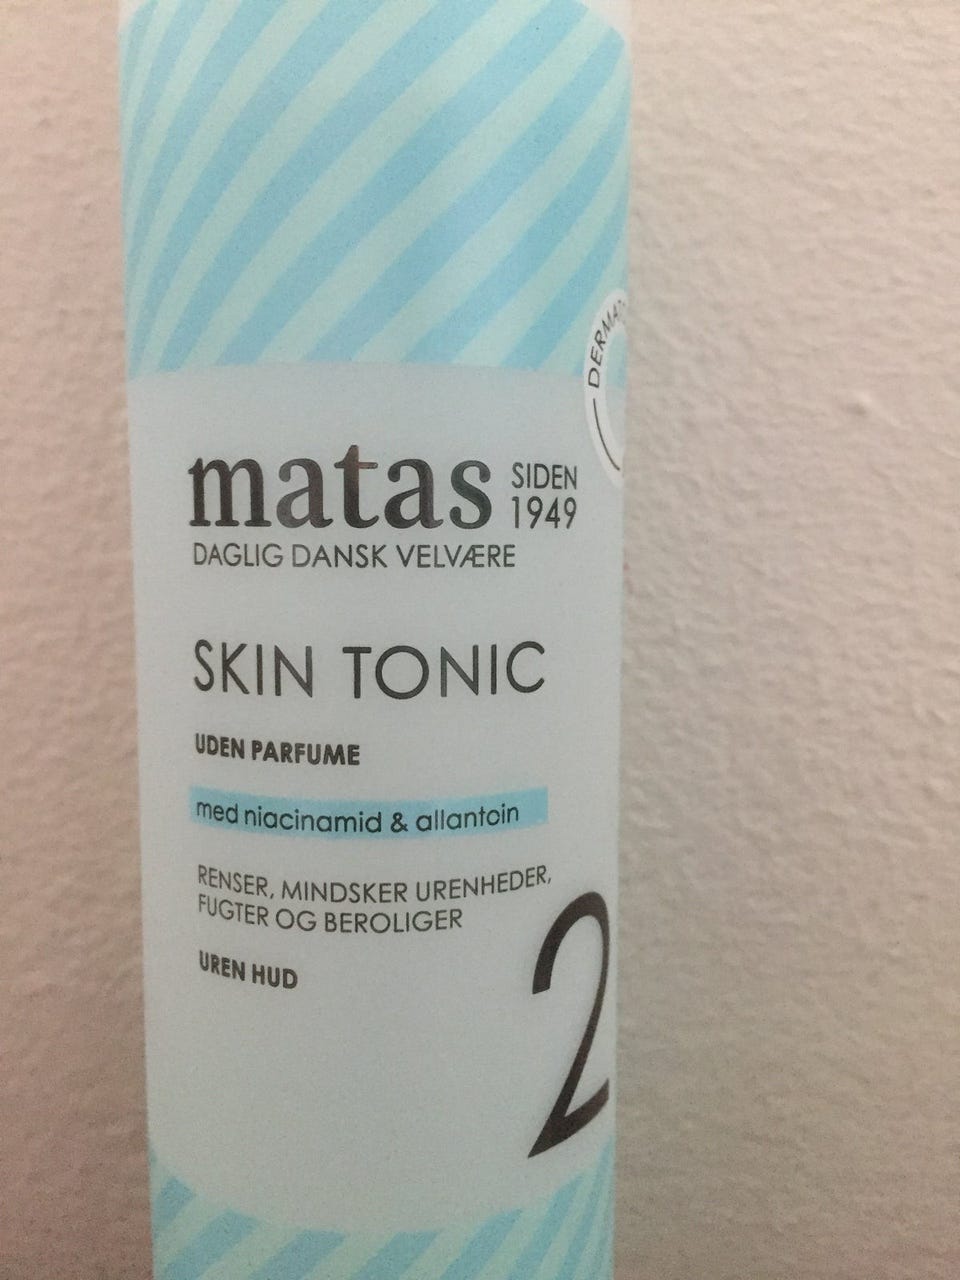 matas SIDEN 1949
DAGLIG DANSK VELVÆRE
SKIN TONIC
UDEN PARFUME
med niacinamid & allantoin
RENSER, MINDSKER URENHEDER,
FUGTER OG BEROLIGER
UREN HUD
2